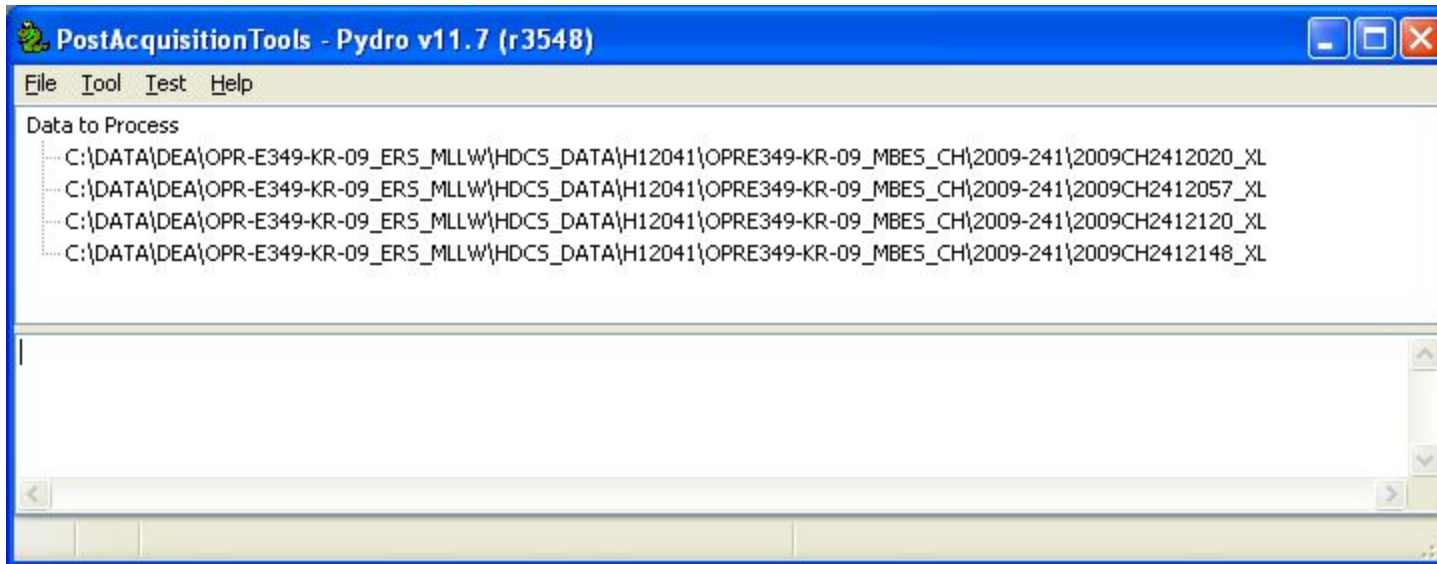 PostAcquisitionTools - Pydro v11.7 (r3548)
File Tool Test Help
Data to Process
C:\DATA\DEA\OPR-E349-KR-09_ERS_MLLW\HDCS_DATA\H12041\OPRE349-KR-09_MBES_CH\2009-241\2009CH2412020_XL
C:\DATA\DEA\OPR-E349-KR-09_ERS_MLLW\HDCS_DATA\H12041\OPRE349-KR-09_MBES_CH\2009-241\2009CH2412057_XL
C:\DATA\DEA\OPR-E349-KR-09_ERS_MLLW\HDCS_DATA\H12041\OPRE349-KR-09_MBES_CH\2009-241\2009CH2412120_XL
C:\DATA\DEA\OPR-E349-KR-09_ERS_MLLW\HDCS_DATA\H12041\OPRE349-KR-09_MBES_CH\2009-241\2009CH2412148_XL